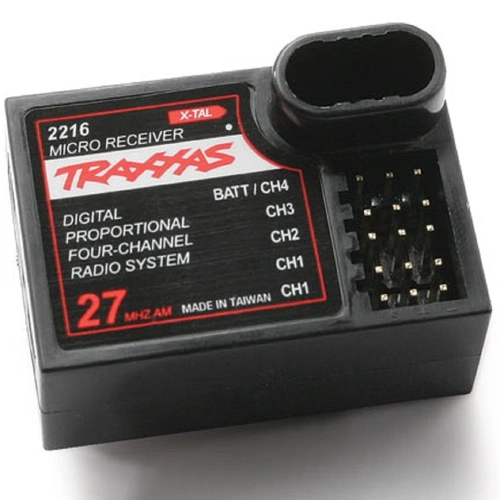 2216
X-TAL
MICRO RECEIVER
TRAXXAS
BATT / CH4
DIGITAL
CH3
PROPORTIONAL
CH2
FOUR-CHANNEL
RADIO SYSTEM
CH1
27 MHZ AM MADE IN TAIWAN CH1